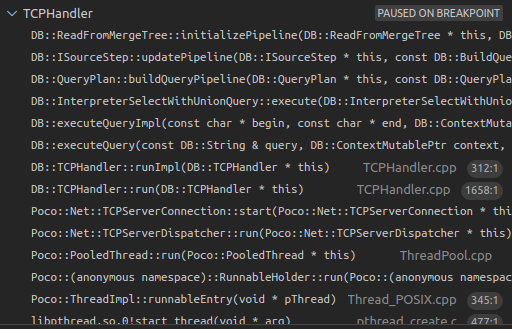 TCPHandler PAUSED ON BREAKPOINT
DB::ReadFromMergeTree::initializePipeline(DB::ReadFromMergeTree * this, DB
DB::ISourceStep::updatePipeline(DB::ISourceStep * this, const DB::BuildQue
DB::QueryPlan::buildQueryPipeline(DB::QueryPlan * this, const DB::QueryPla
DB::InterpreterSelectWithUnionQuery::execute(DB::InterpreterSelectWithUnio
DB::executeQueryImpl(const char * begin, const char * end, DB::ContextMuta
DB::executeQuery(const DB::String & query, DB::ContextMutablePtr context,
DB::TCPHandler::runImpl(DB::TCPHandler * this) TCPHandler.cpp 312:1
DB::TCPHandler::run(DB::TCPHandler * this) TCPHandler.cpp 1658:1
Poco::Net::TCPServerConnection::start(Poco::Net::TCPServerConnection * thi
Poco::Net::TCPServerDispatcher::run(Poco::Net::TCPServerDispatcher * this)
Poco::PooledThread::run(Poco::PooledThread * this) ThreadPool.cpp
Poco::(anonymous namespace)::RunnableHolder::run(Poco::(anonymous namespac
Poco::ThreadImpl::runnableEntry(void * pThread) Thread_POSIX.cpp 345:1
libpthread.so.0!start_thread(void * arg) pthread_create.c 477:1